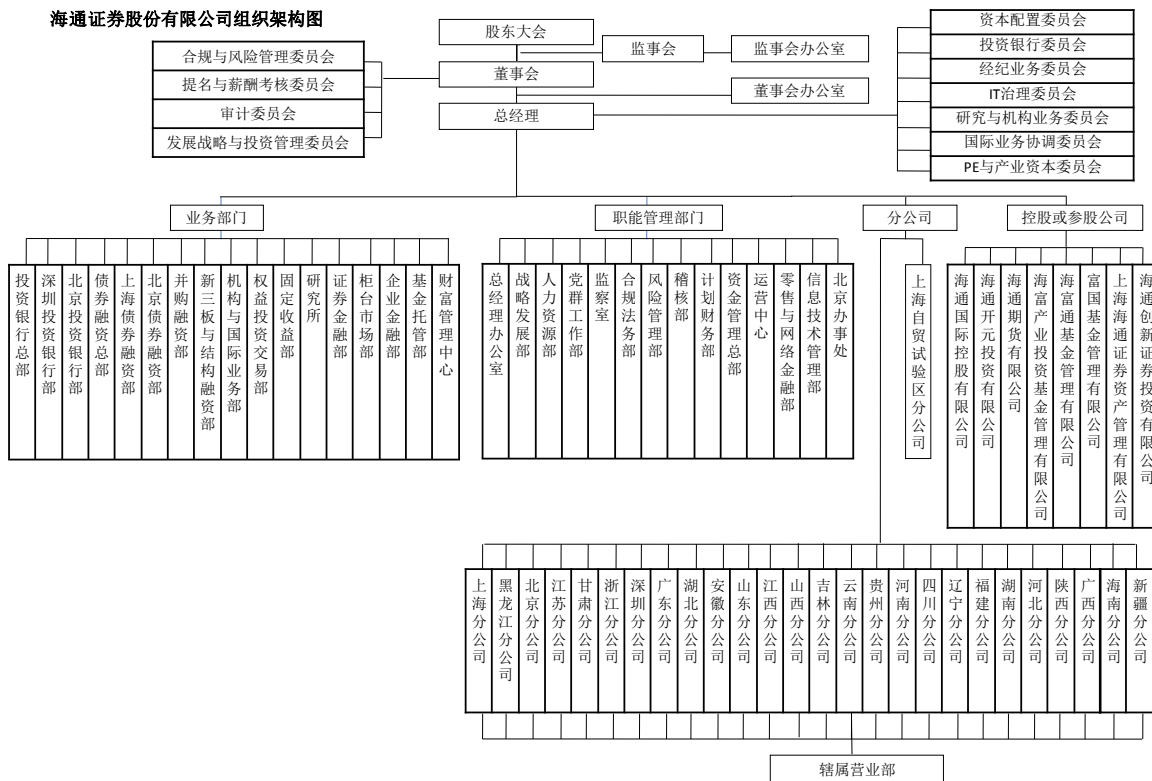 海通证券股份有限公司组织架构图
股东大会
监事会
监事会办公室
董事会
董事会办公室
总经理
合规与风险管理委员会
提名与薪酬考核委员会
审计委员会
发展战略与投资管理委员会
资本配置委员会
投资银行委员会
经纪业务委员会
IT治理委员会
研究与机构业务委员会
国际业务协调委员会
PE与产业资本委员会
业务部门
职能管理部门
分公司
控股或参股公司
投资银行总部
深圳投资银行部
北京投资银行部
债券融资总部
上海债券融资部
北京债券融资部
并购融资部
新三板与结构融资部
机构与国际业务部
权益投资交易部
固定收益部
研究所
证券金融部
柜台市场部
企业金融部
基金托管部
财富管理中心
总经理办公室
战略发展部
人力资源部
党群工作部
监察室
合规法务部
风险管理部
稽核部
计划财务部
资金管理总部
运营中心
零售与网络金融部
信息技术管理部
北京办事处
上海自贸试验区分公司
海通国际控股有限公司
海通开元投资有限公司
海通期货有限公司
海富产业投资基金管理有限公司
海富通基金管理有限公司
富国基金管理有限公司
上海海通证券资产管理有限公司
海通创新证券投资有限公司
上海分公司
黑龙江分公司
北京分公司
江苏分公司
甘肃分公司
浙江分公司
深圳分公司
广东分公司
湖北分公司
安徽分公司
山东分公司
江西分公司
山西分公司
吉林分公司
云南分公司
贵州分公司
河南分公司
四川分公司
辽宁分公司
福建分公司
湖南分公司
河北分公司
陕西分公司
广西分公司
海南分公司
新疆分公司
辖属营业部